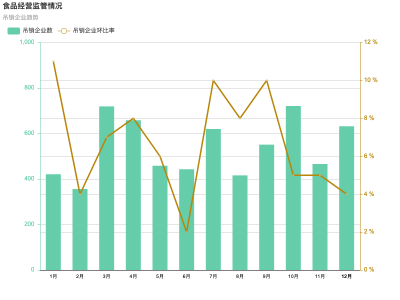 食品经营监管情况
吊销企业趋势
吊销企业数 吊销企业环比率
1,000 12 %
10 %
800
8 %
600
6 %
400
4 %
200
2 %
0 0 %
1月 2月 3月 4月 5月 6月 7月 8月 9月 10月 11月 12月